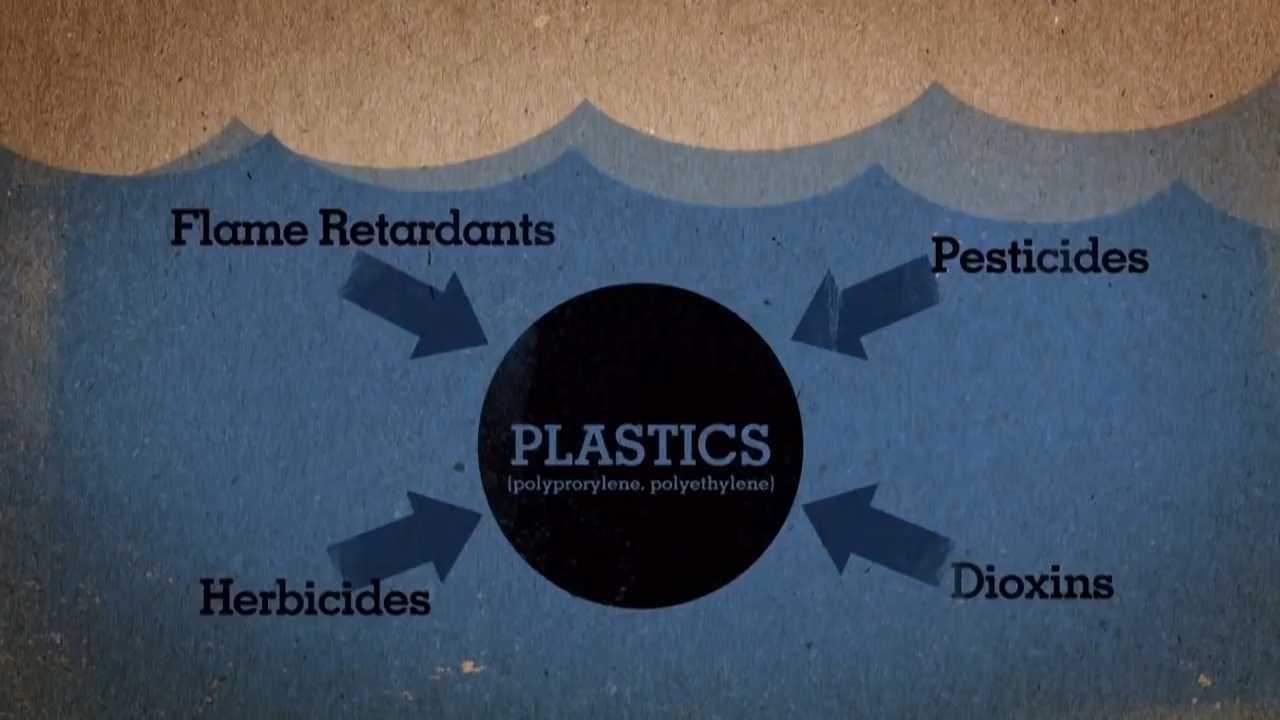 Flame Retardants
Pesticides
PLASTICS
(polyprorylene, polyethylene)
Herbicides
Dioxins